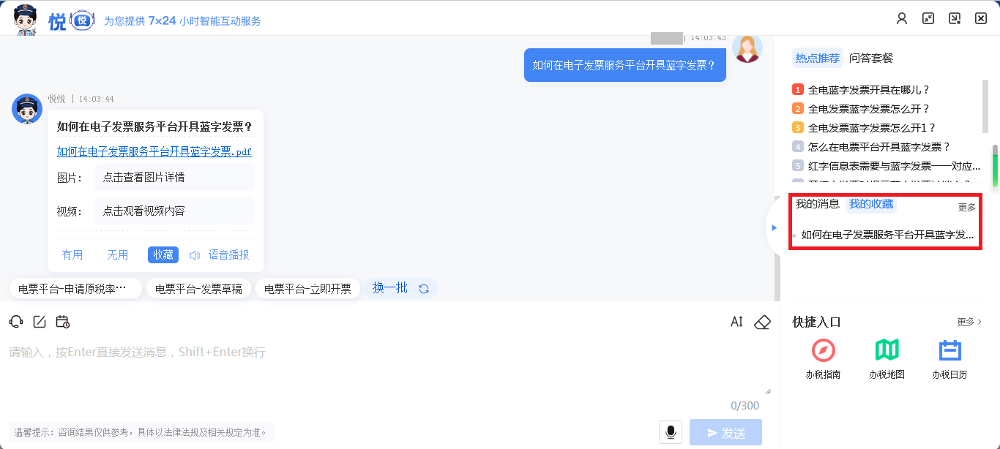 悦 悦 为您提供 7×24 小时智能互动服务
| 14:03:43
如何在电子发票服务平台开具蓝字发票？
悦悦 | 14:03:44
如何在电子发票服务平台开具蓝字发票？
如何在电子发票服务平台开具蓝字发票.pdf
图片： 点击查看图片详情
视频： 点击观看视频内容
有用 无用 收藏 语音播报
电票平台-申请原税率… 电票平台-发票草稿 电票平台-立即开票 换一批
请输入，按Enter直接发送消息，Shift+Enter换行
0/300
温馨提示：咨询结果仅供参考，具体以法律法规及相关规定为准。
发送
热点推荐 问答套餐
1 全电蓝字发票开具在哪儿？
2 全电发票蓝字发票怎么开？
3 全电发票蓝字发票怎么开1？
4 怎么在电票平台开具蓝字发票？
5 红字信息表需要与蓝字发票一一对应...
我的消息 我的收藏 更多
如何在电子发票服务平台开具蓝字发...
快捷入口 更多 >
办税指南 办税地图 办税日历